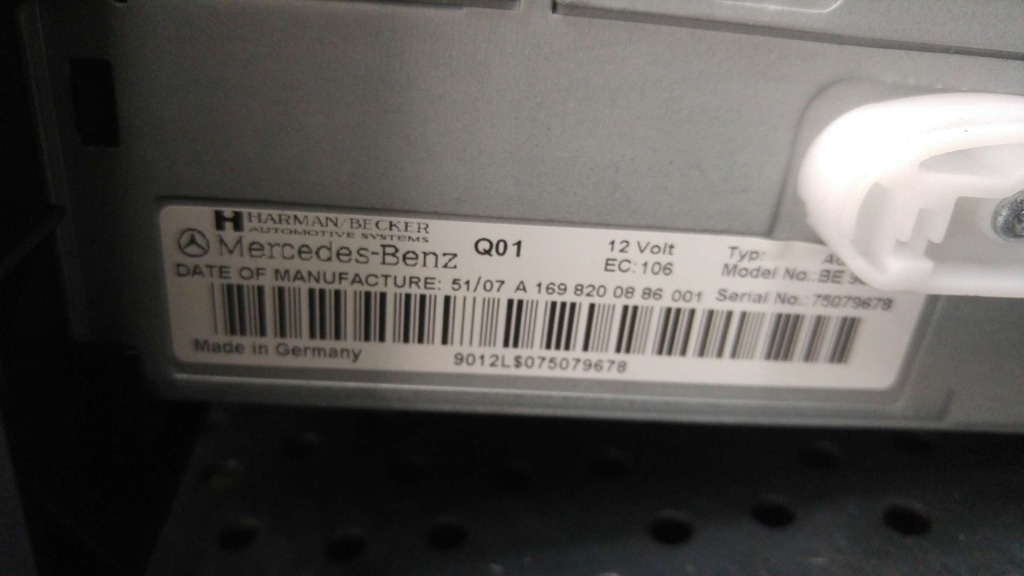 HARMAN/BECKER
AUTOMOTIVE SYSTEMS
Mercedes-Benz Q01 12 Volt Typ:
EC:106 Model No.:BE
DATE OF MANUFACTURE: 51/07 A 169 820 08 86 001 Serial No.:75079678
Made in Germany
9012L$075079678